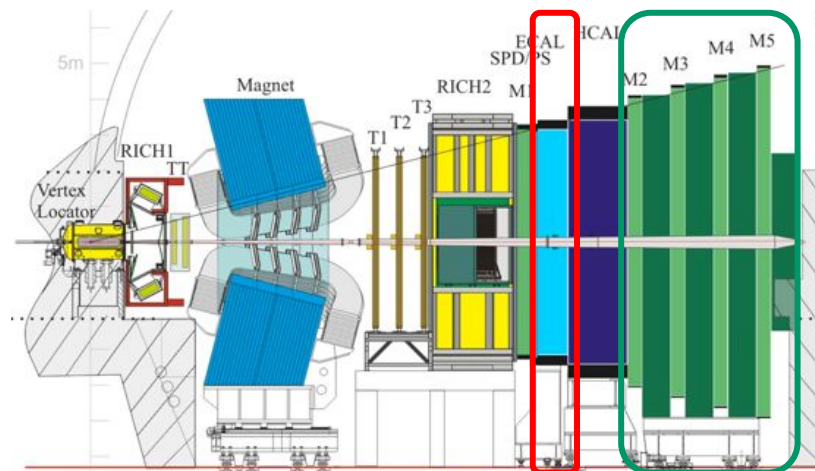 5m
Vertex
Locator
RICH1
TT
Magnet
T1
T2
T3
RICH2
M1
SPD/PS
ECAL
HCAL
M2
M3
M4
M5